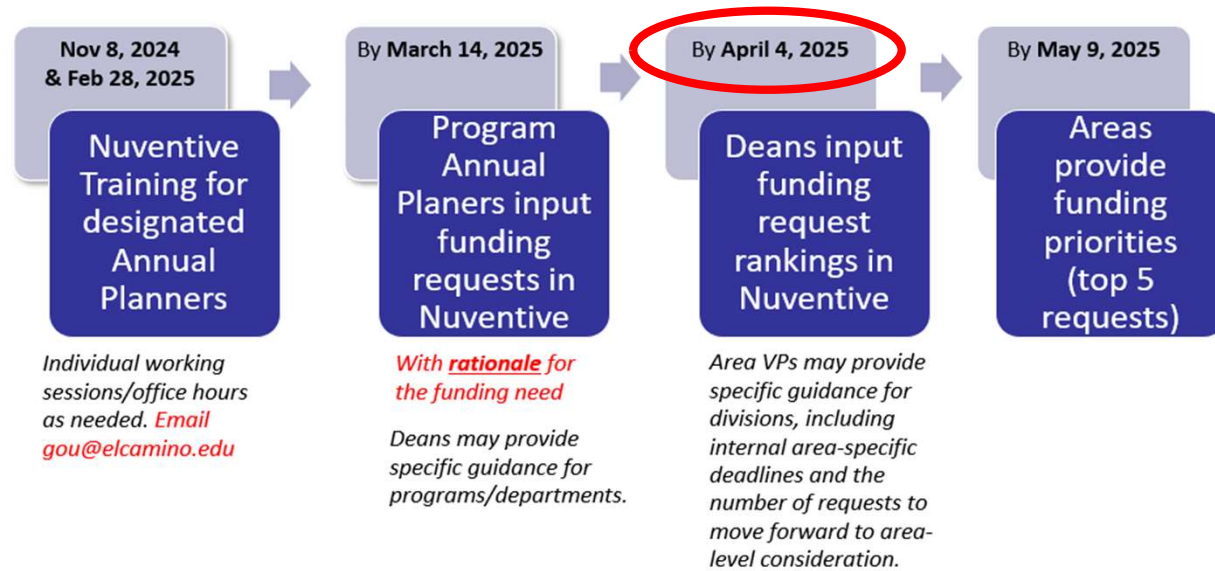 Nov 8, 2024
& Feb 28, 2025
Nuventive
Training for
designated
Annual
Planners
Individual working
sessions/office hours
as needed. Email
gou@elcamino.edu
By March 14, 2025
Program
Annual
Planers input
funding
requests in
Nuventive
With rationale for
the funding need
Deans may provide
specific guidance for
programs/departments.
By April 4, 2025
Deans input
funding
request
rankings in
Nuventive
Area VPs may provide
specific guidance for
divisions, including
internal area-specific
deadlines and the
number of requests to
move forward to area-
level consideration.
By May 9, 2025
Areas
provide
funding
priorities
(top 5
requests)